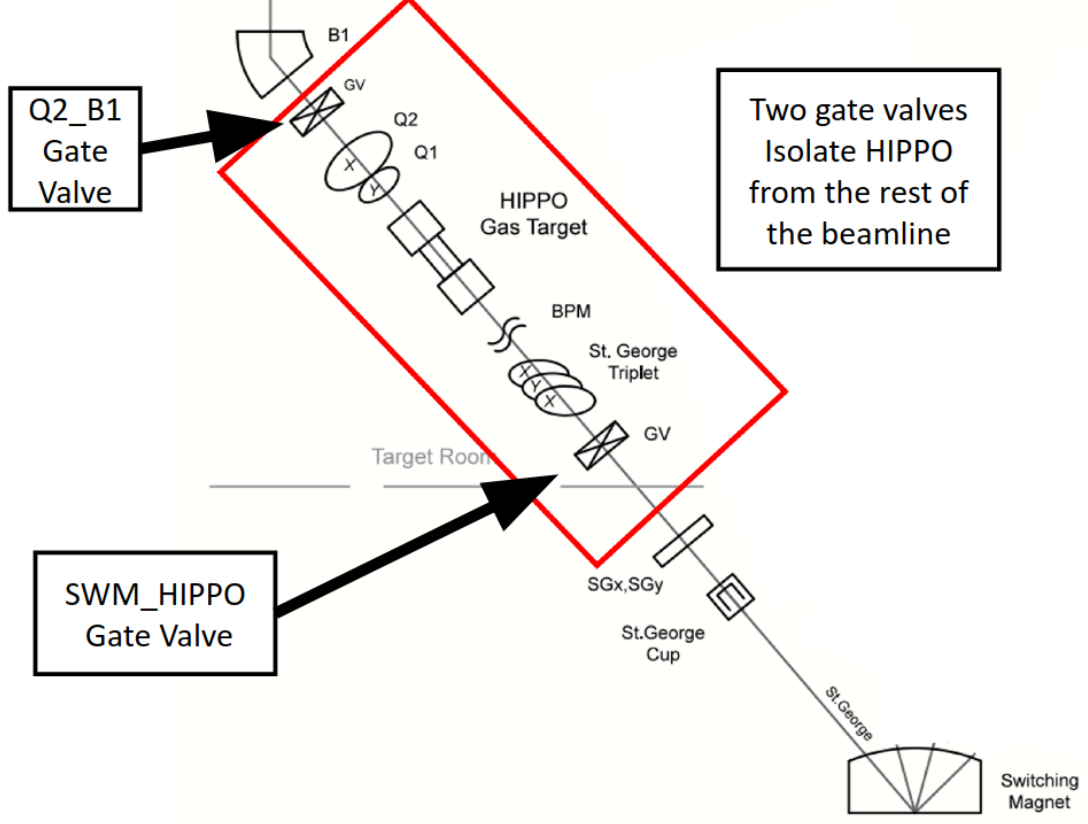 B1
GV
Q2_B1
Gate
Valve
Q2
Q1
X
Y
HIPPO
Gas Target
Two gate valves
Isolate HIPPO
from the rest of
the beamline
BPM
St. George
Triplet
X
Y
X
GV
Target Room
SWM_HIPPO
Gate Valve
SGx,SGy
St.George
Cup
St.George
Switching
Magnet